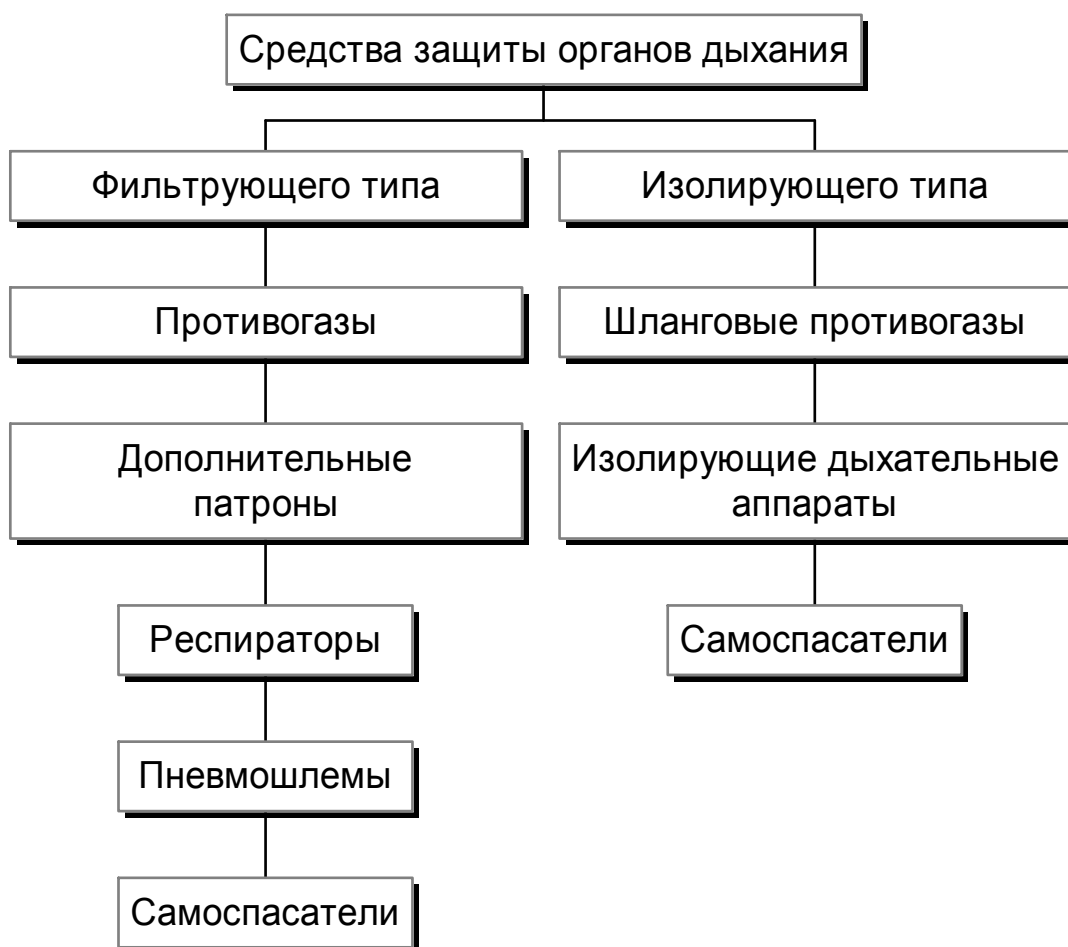 Средства защиты органов дыхания
Фильтрующего типа
Изолирующего типа
Противогазы
Шланговые противогазы
Дополнительные
патроны
Изолирующие дыхательные
аппараты
Респираторы
Самоспасатели
Пневмошлемы
Самоспасатели